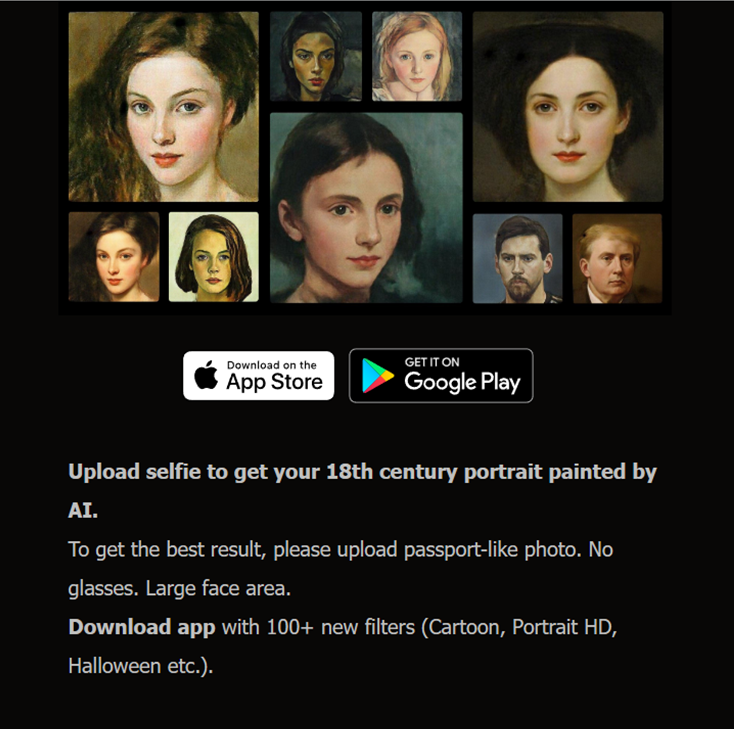 Download on the
App Store
GET IT ON
Google Play
Upload selfie to get your 18th century portrait painted by
AI.
To get the best result, please upload passport-like photo. No
glasses. Large face area.
Download app with 100+ new filters (Cartoon, Portrait HD,
Halloween etc.).